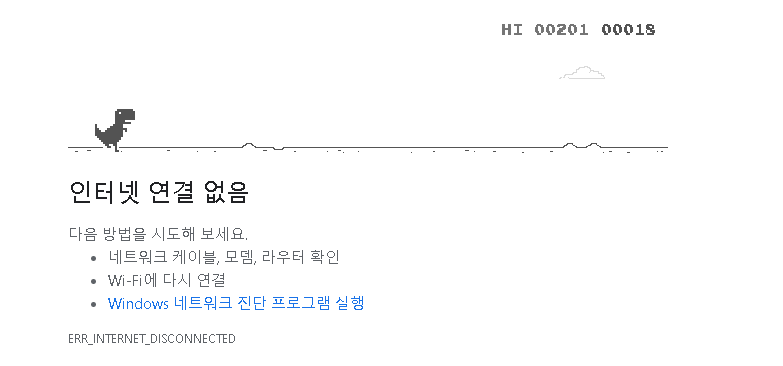 HI 00201 00018
인터넷 연결 없음
다음 방법을 시도해 보세요.
네트워크 케이블, 모뎀, 라우터 확인
Wi-Fi에 다시 연결
Windows 네트워크 진단 프로그램 실행
ERR_INTERNET_DISCONNECTED